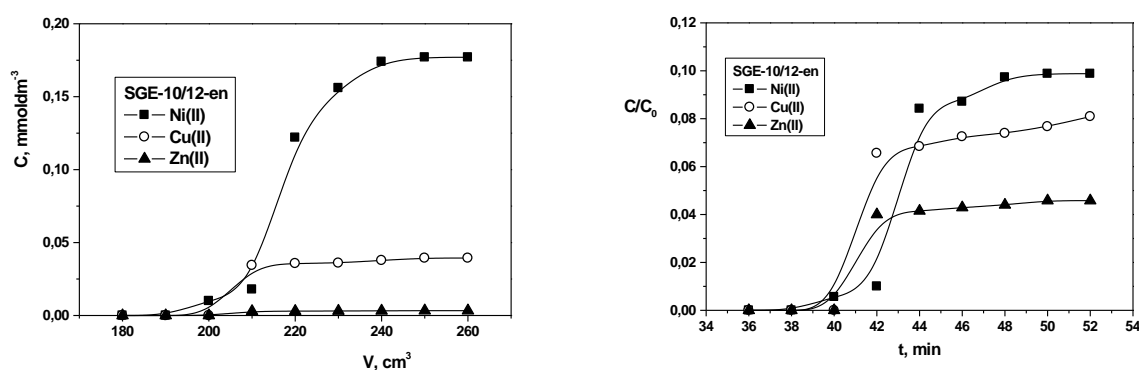 0,20
0,15
0,10
0,05
0,00
C, mmoldm-3
SGE-10/12-en
Ni(II)
Cu(II)
Zn(II)
180 200 220 240 260
V, cm3
0,12
0,10
0,08
0,06
0,04
0,02
0,00
C/C0
SGE-10/12-en
Ni(II)
Cu(II)
Zn(II)
34 36 38 40 42 44 46 48 50 52 54
t, min